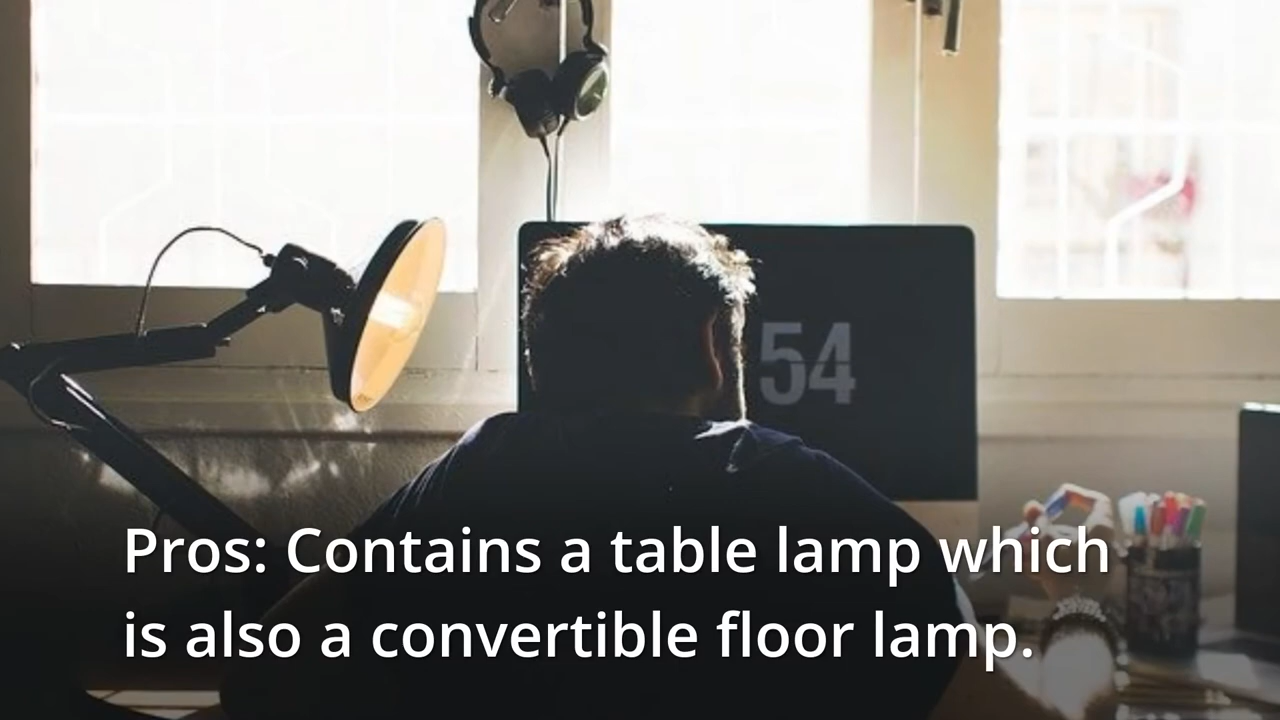 54
Pros: Contains a table lamp which
is also a convertible floor lamp.